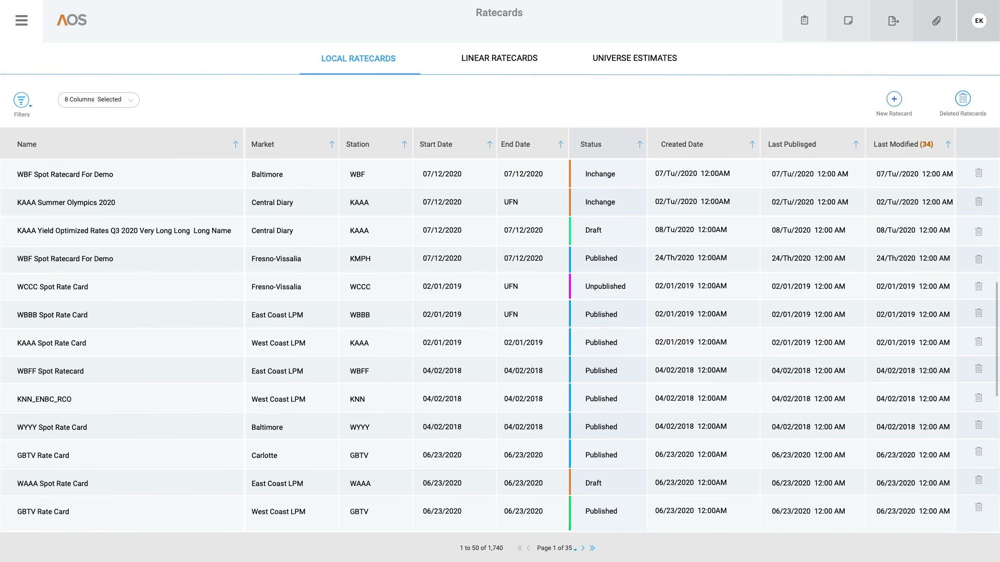 AOS
Ratecards
EK
LOCAL RATECARDS
LINEAR RATECARDS
UNIVERSE ESTIMATES
Filters
8 Columns Selected
New Ratecard
Deleted Ratecards
Name Market Station Start Date End Date Status Created Date Last Publisged Last Modified (34)
WBF Spot Ratecard For Demo Baltimore WBF 07/12/2020 07/12/2020 Inchange 07/Tu//2020 12:00AM 07/Tu//2020 12:00 AM 07/Tu//2020 12:00 AM
KAAA Summer Olympics 2020 Central Diary KAAA 07/12/2020 UFN Inchange 02/Tu//2020 12:00AM 02/Tu//2020 12:00 AM 02/Tu//2020 12:00 AM
KAAA Yield Optimized Rates Q3 2020 Very Long Long Long Name Central Diary KAAA 07/12/2020 07/12/2020 Draft 08/Tu/2020 12:00AM 08/Tu/2020 12:00 AM 08/Tu/2020 12:00 AM
WBF Spot Ratecard For Demo Fresno-Vissalia KMPH 07/12/2020 07/12/2020 Published 24/Th/2020 12:00AM 24/Th/2020 12:00 AM 24/Th/2020 12:00 AM
WCCC Spot Rate Card Fresno-Vissalia WCCC 02/01/2019 UFN Unpublished 02/01/2019 12:00AM 02/01/2019 12:00 AM 02/01/2019 12:00 AM
WBBB Spot Rate Card East Coast LPM WBBB 02/01/2019 UFN Published 02/01/2019 12:00AM 02/01/2019 12:00 AM 02/01/2019 12:00 AM
KAAA Spot Rate Card West Coast LPM KAAA 02/01/2019 02/01/2019 Published 02/01/2019 12:00AM 02/01/2019 12:00 AM 02/01/2019 12:00 AM
WBFF Spot Ratecard East Coast LPM WBFF 04/02/2018 04/02/2018 Published 04/02/2018 12:00AM 04/02/2018 12:00 AM 04/02/2018 12:00 AM
KNN_ENBC_RCO West Coast LPM KNN 04/02/2018 04/02/2018 Published 04/02/2018 12:00AM 04/02/2018 12:00 AM 04/02/2018 12:00 AM
WYYY Spot Rate Card Baltimore WYYY 04/02/2018 04/02/2018 Published 04/02/2018 12:00AM 04/02/2018 12:00 AM 04/02/2018 12:00 AM
GBTV Rate Card Carlotte GBTV 06/23/2020 06/23/2020 Published 06/23/2020 12:00AM 06/23/2020 12:00 AM 06/23/2020 12:00 AM
WAAA Spot Rate Card East Coast LPM WAAA 06/23/2020 06/23/2020 Draft 06/23/2020 12:00AM 06/23/2020 12:00 AM 06/23/2020 12:00 AM
GBTV Rate Card West Coast LPM GBTV 06/23/2020 06/23/2020 Published 06/23/2020 12:00AM 06/23/2020 12:00 AM 06/23/2020 12:00 AM
1 to 50 of 1,740 Page 1 of 35